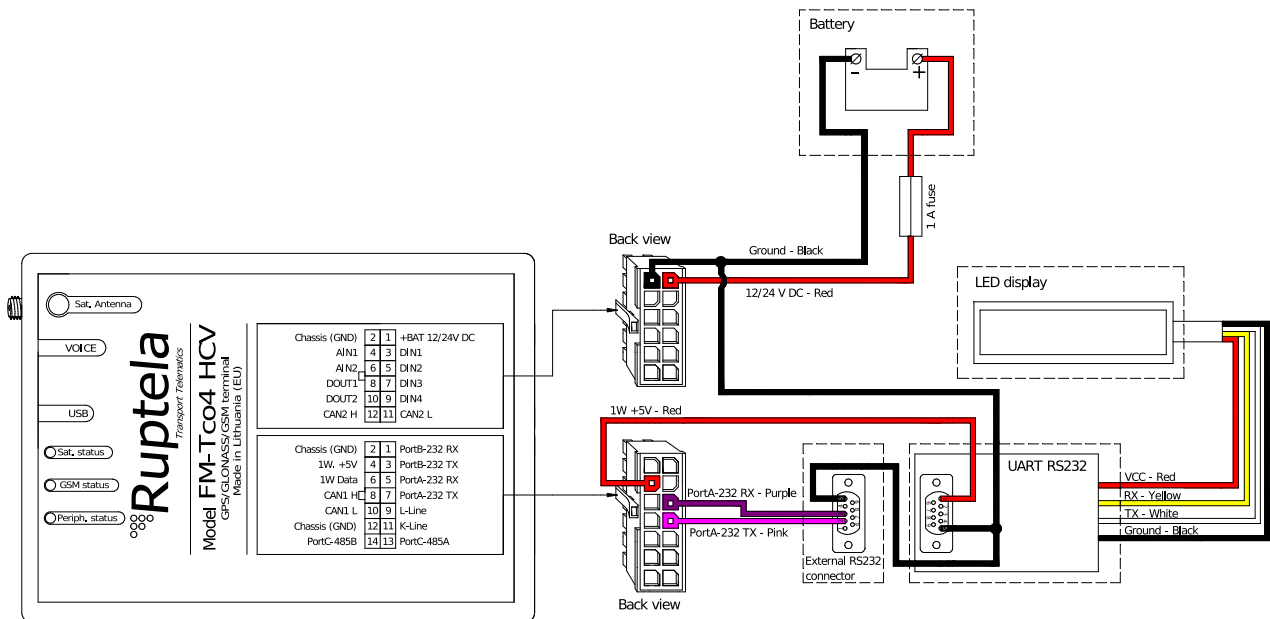 Battery
-
+
1 A fuse
Back view
Ground - Black
12/24 V DC - Red
LED display
Sat. Antenna
VOICE
USB
Sat. status
GSM status
Periph. status
Ruptela
Transport Telematics
Model FM-Tco4 HCV
GPS/GLONASS/GSM terminal
Made in Lithuania (EU)
Chassis (GND) 2 1 +BAT 12/24V DC
AIN1 4 3 DIN1
AIN2 6 5 DIN2
DOUT1 8 7 DIN3
DOUT2 10 9 DIN4
CAN2 H 12 11 CAN2 L
Chassis (GND) 2 1 PortB-232 RX
1W. +5V 4 3 PortB-232 TX
1W Data 6 5 PortA-232 RX
CAN1 H 8 7 PortA-232 TX
CAN1 L 10 9 L-Line
Chassis (GND) 12 11 K-Line
PortC-485B 14 13 PortC-485A
1W +5V - Red
PortA-232 RX - Purple
PortA-232 TX - Pink
Back view
External RS232
connector
UART RS232
VCC - Red
RX - Yellow
TX - White
Ground - Black